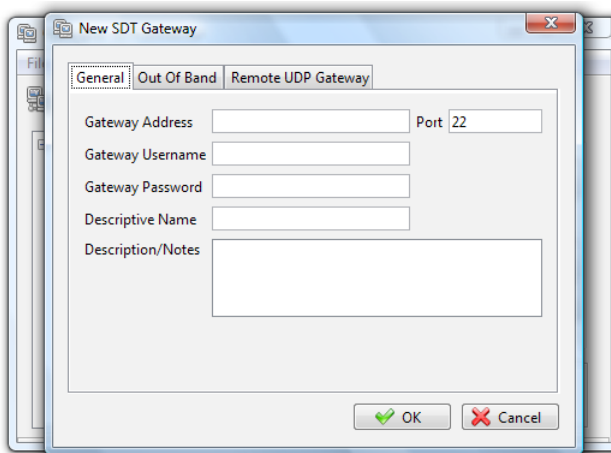 New SDT Gateway
General Out Of Band Remote UDP Gateway
Gateway Address Port 22
Gateway Username
Gateway Password
Descriptive Name
Description/Notes
OK Cancel